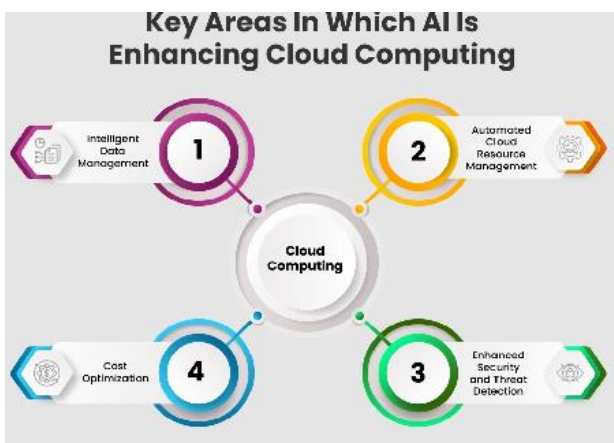 Key Areas In Which AI Is
Enhancing Cloud Computing
Intelligent
Data
Management
1
2
Automated
Cloud
Resource
Management
Cloud
Computing
Cost
Optimization
4
3
Enhanced
Security
and Threat
Detection